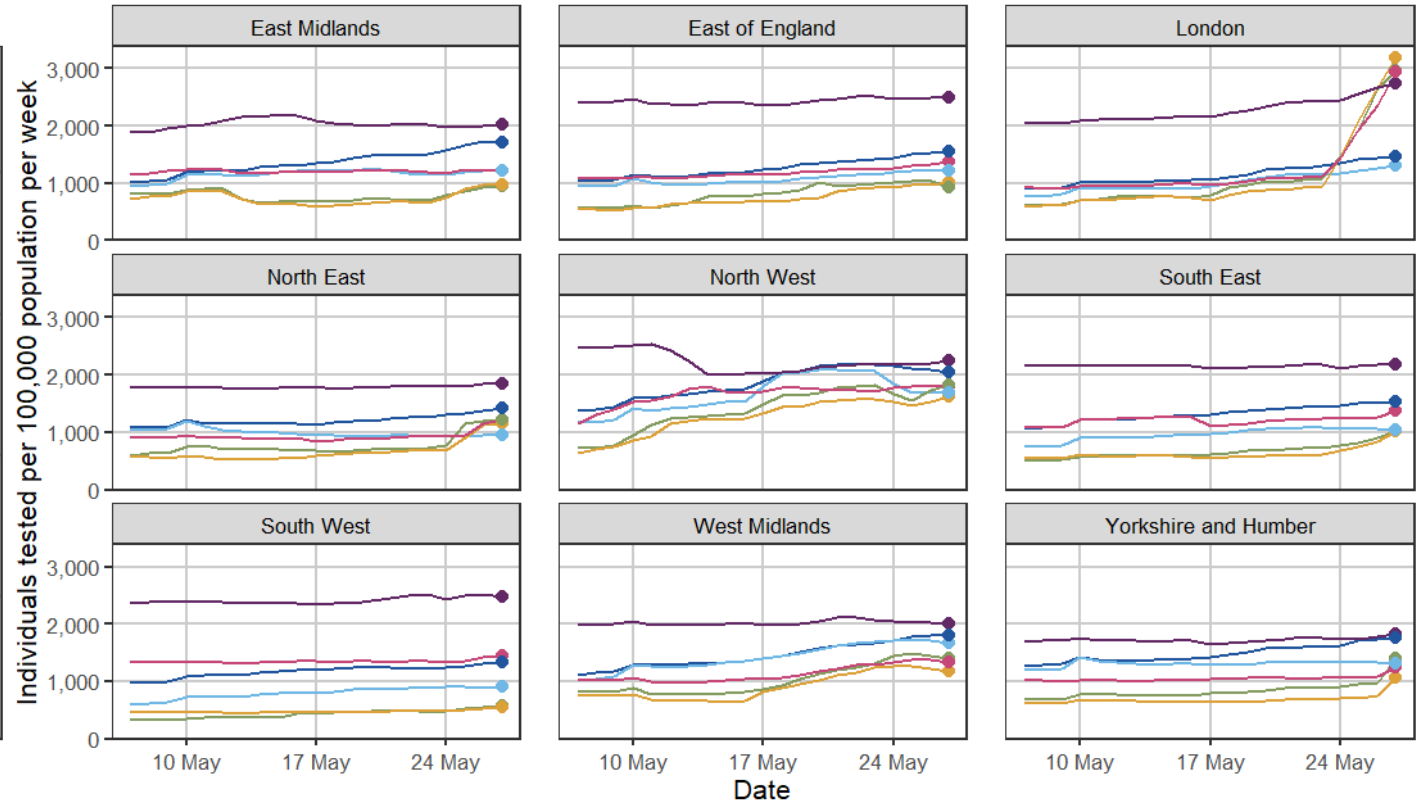 Individuals tested per 100,000 population per week
East Midlands
East of England
London
3,000
2,000
1,000
0
North East
North West
South East
3,000
2,000
1,000
0
South West
West Midlands
Yorkshire and Humber
3,000
2,000
1,000
0
10 May 17 May 24 May
10 May 17 May 24 May
10 May 17 May 24 May
Date